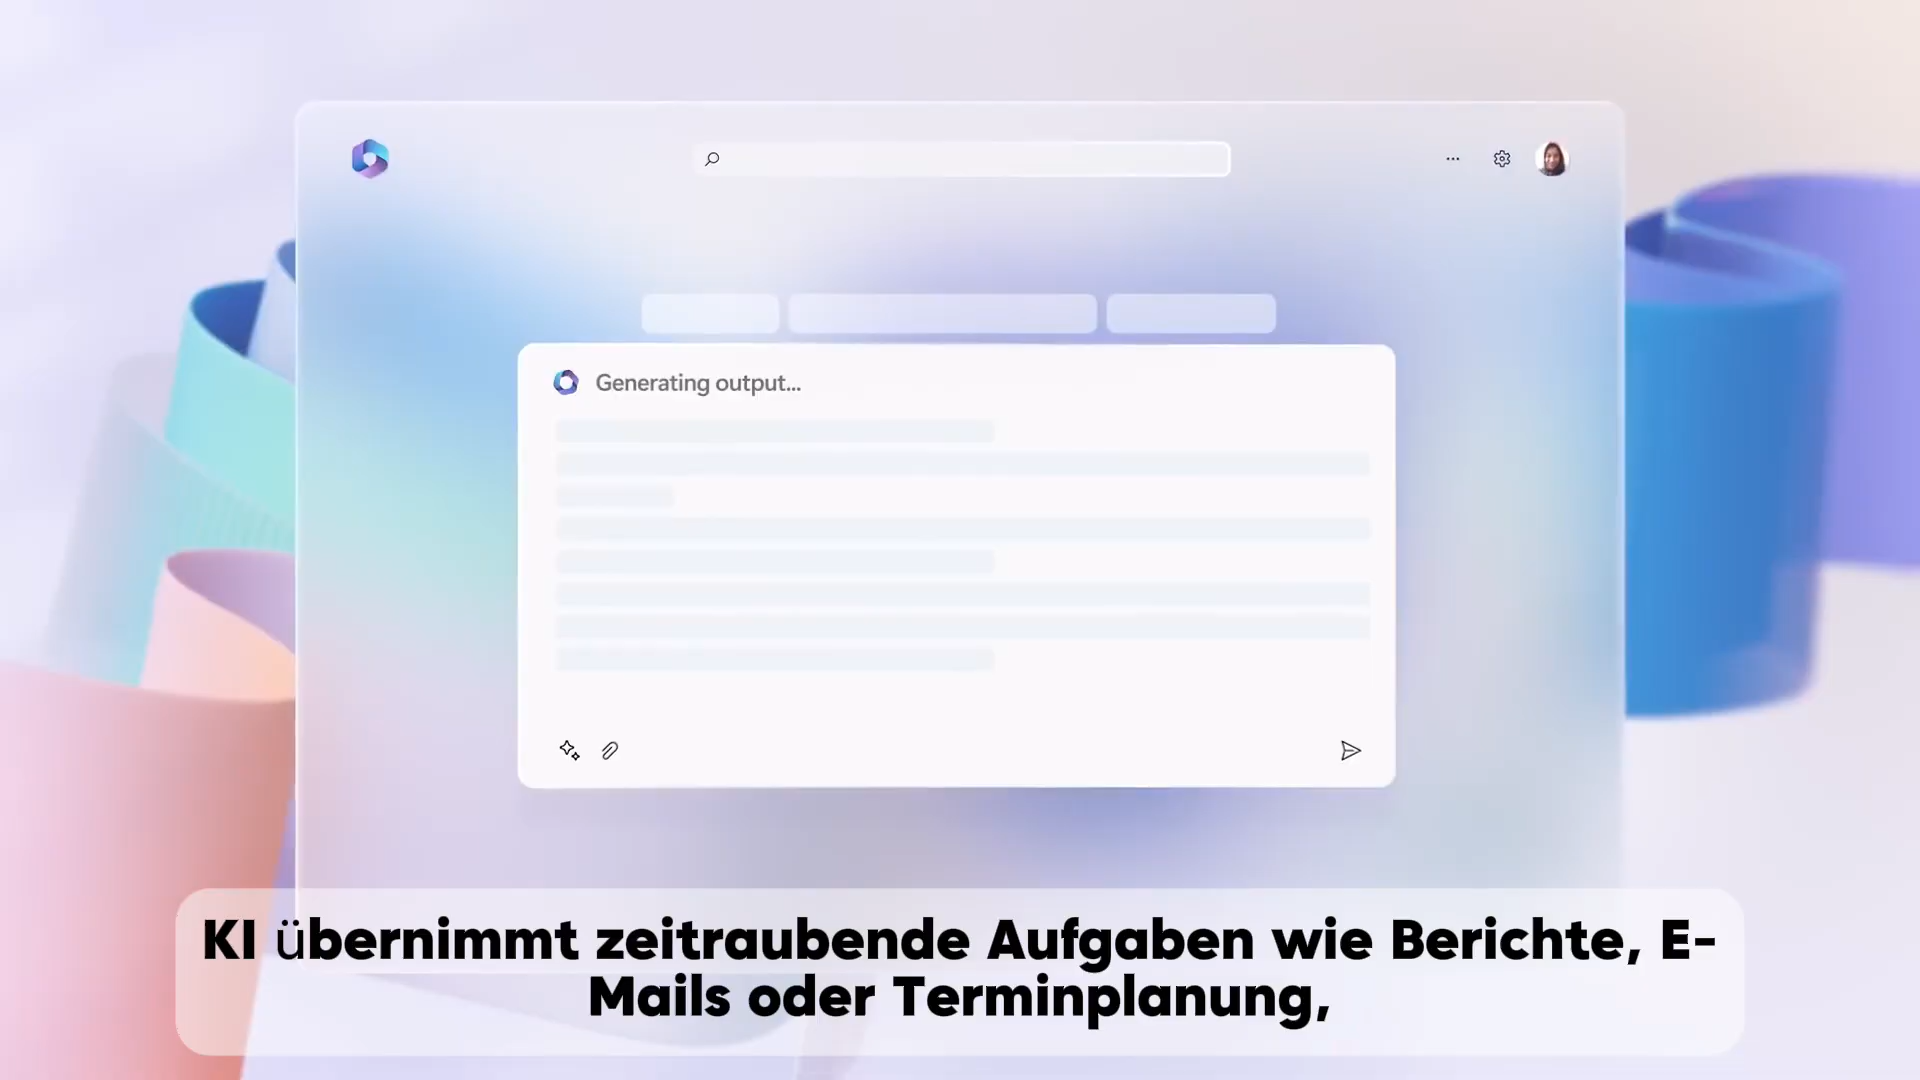 Generating output...
KI übernimmt zeitraubende Aufgaben wie Berichte, E-
Mails oder Terminplanung,